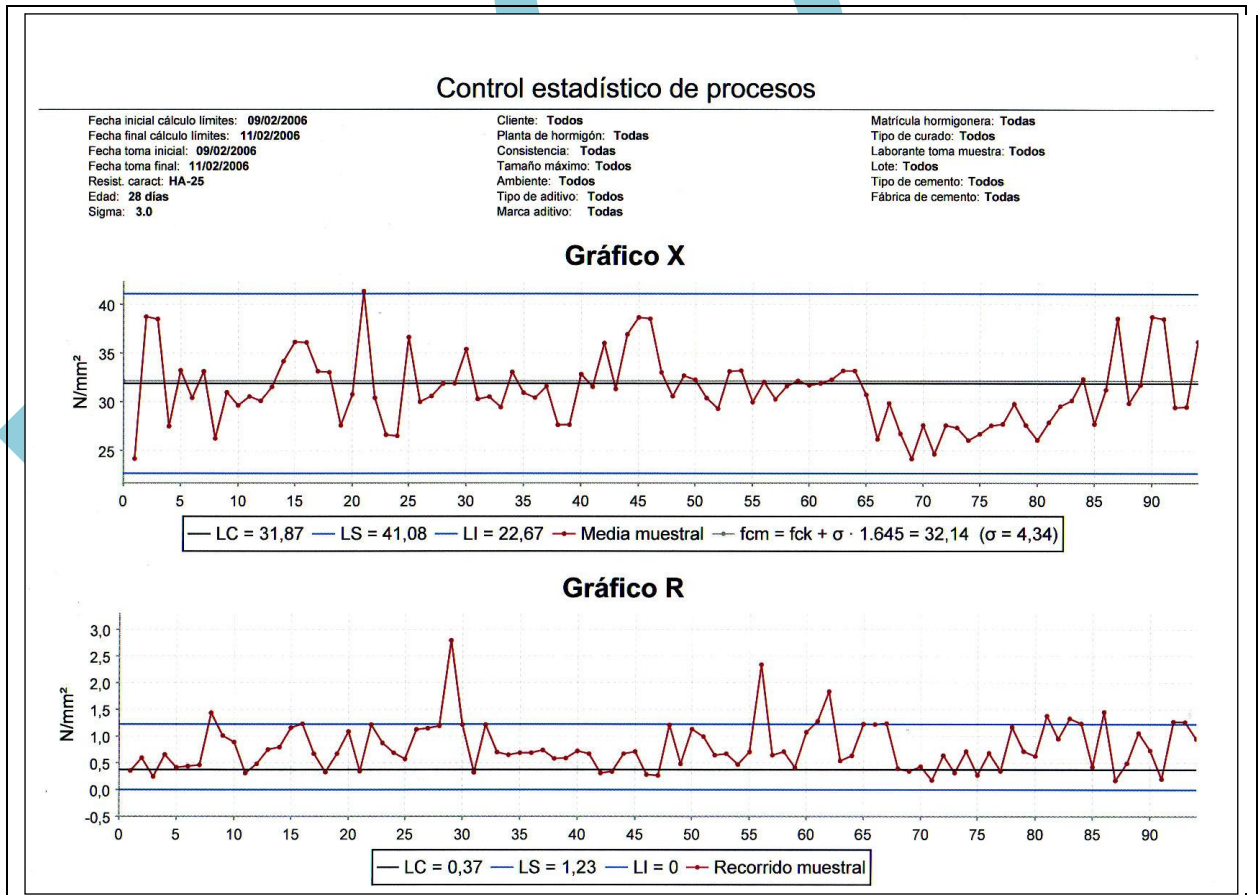 Control estadístico de procesos
Fecha inicial cálculo límites: 09/02/2006
Fecha final cálculo límites: 11/02/2006
Fecha toma inicial: 09/02/2006
Fecha toma final: 11/02/2006
Resist. caract: HA-25
Edad: 28 días
Sigma: 3.0
Cliente: Todos
Planta de hormigón: Todas
Consistencia: Todas
Tamaño máximo: Todos
Ambiente: Todos
Tipo de aditivo: Todos
Marca aditivo: Todas
Matrícula hormigonera: Todas
Tipo de curado: Todos
Laborante toma muestra: Todos
Lote: Todos
Tipo de cemento: Todos
Fábrica de cemento: Todas
Gráfico X
N/mm²
40
35
30
25
0 5 10 15 20 25 30 35 40 45 50 55 60 65 70 75 80 85 90
LC = 31,87 LS = 41,08 LI = 22,67 Media muestral fcm = fck + σ · 1.645 = 32,14 (σ = 4,34)
Gráfico R
N/mm²
3,0
2,5
2,0
1,5
1,0
0,5
0,0
-0,5
0 5 10 15 20 25 30 35 40 45 50 55 60 65 70 75 80 85 90
LC = 0,37 LS = 1,23 LI = 0 Recorrido muestral